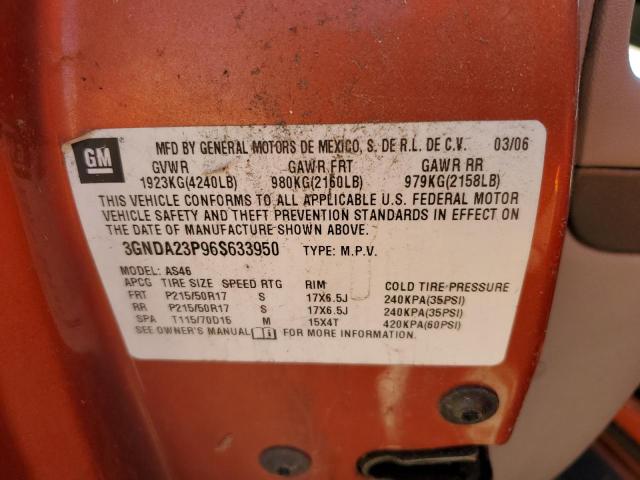 GM
MFD BY GENERAL MOTORS DE MEXICO, S. DE R.L. DE C.V. 03/06
GVWR GAWR FRT GAWR RR
1923KG(4240LB) 980KG(2160LB) 979KG(2158LB)
THIS VEHICLE CONFORMS TO ALL APPLICABLE U.S. FEDERAL MOTOR
VEHICLE SAFETY AND THEFT PREVENTION STANDARDS IN EFFECT ON
THE DATE OF MANUFACTURE SHOWN ABOVE.
3GNDA23P96S633950 TYPE: M.P.V.
MODEL: AS46
APCG TIRE SIZE SPEED RTG RIM COLD TIRE PRESSURE
FRT P215/50R17 S 17X6.5J 240KPA(35PSI)
RR P215/50R17 S 17X6.5J 240KPA(35PSI)
SPA T115/70D15 M 15X4T 420KPA(60PSI)
SEE OWNER'S MANUAL FOR MORE INFORMATION.